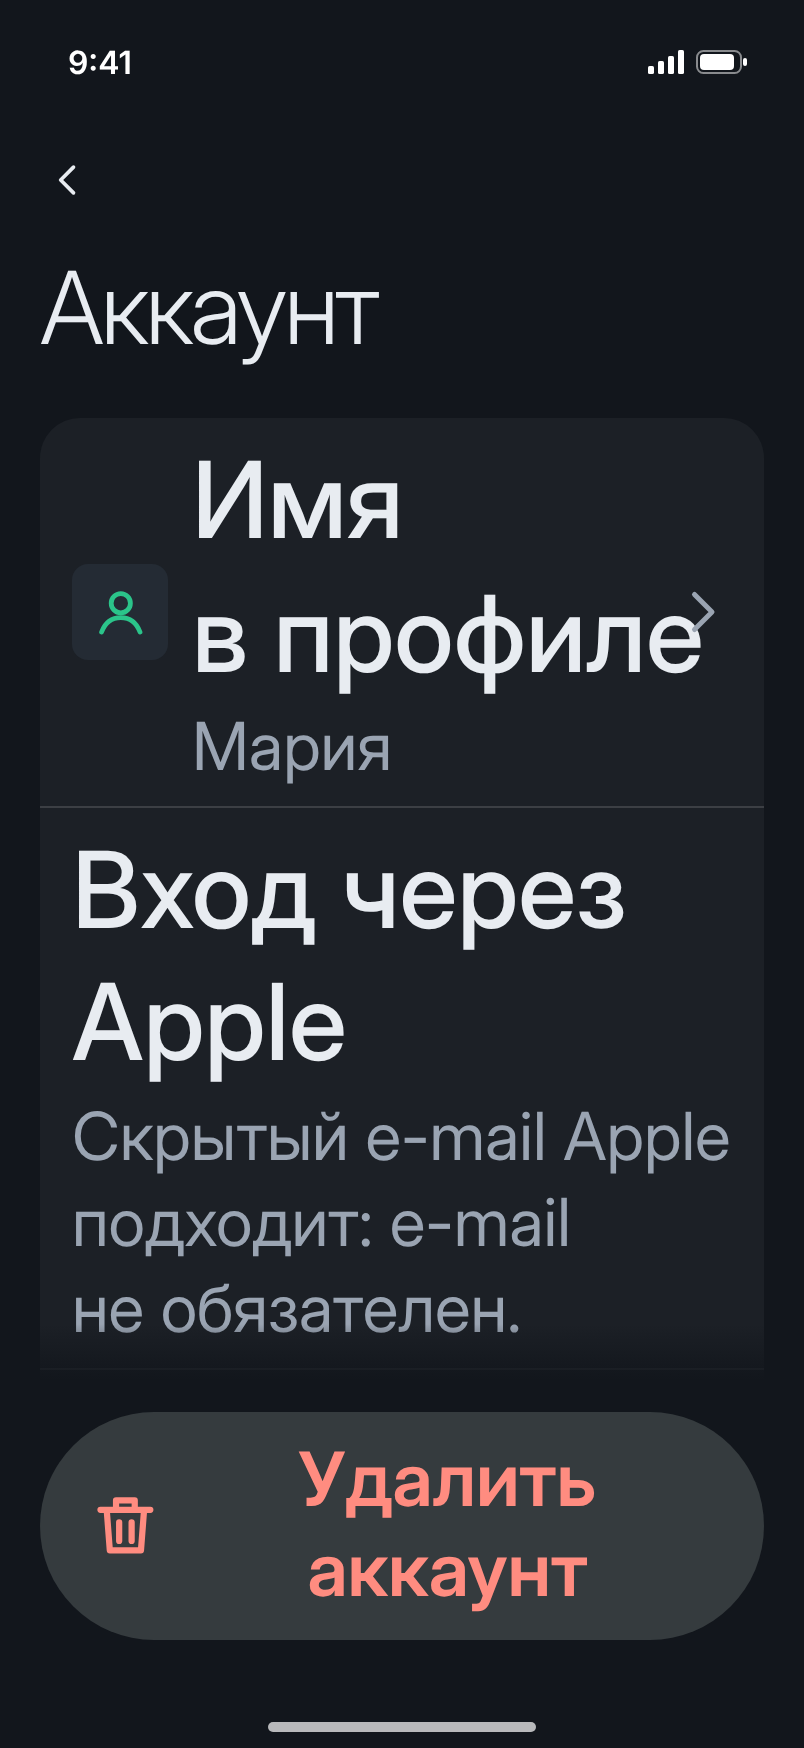 9:41
Аккаунт
Имя
в профиле
Мария
Вход через
Apple
Скрытый e-mail Apple
подходит: e-mail
не обязателен.
Удалить
аккаунт